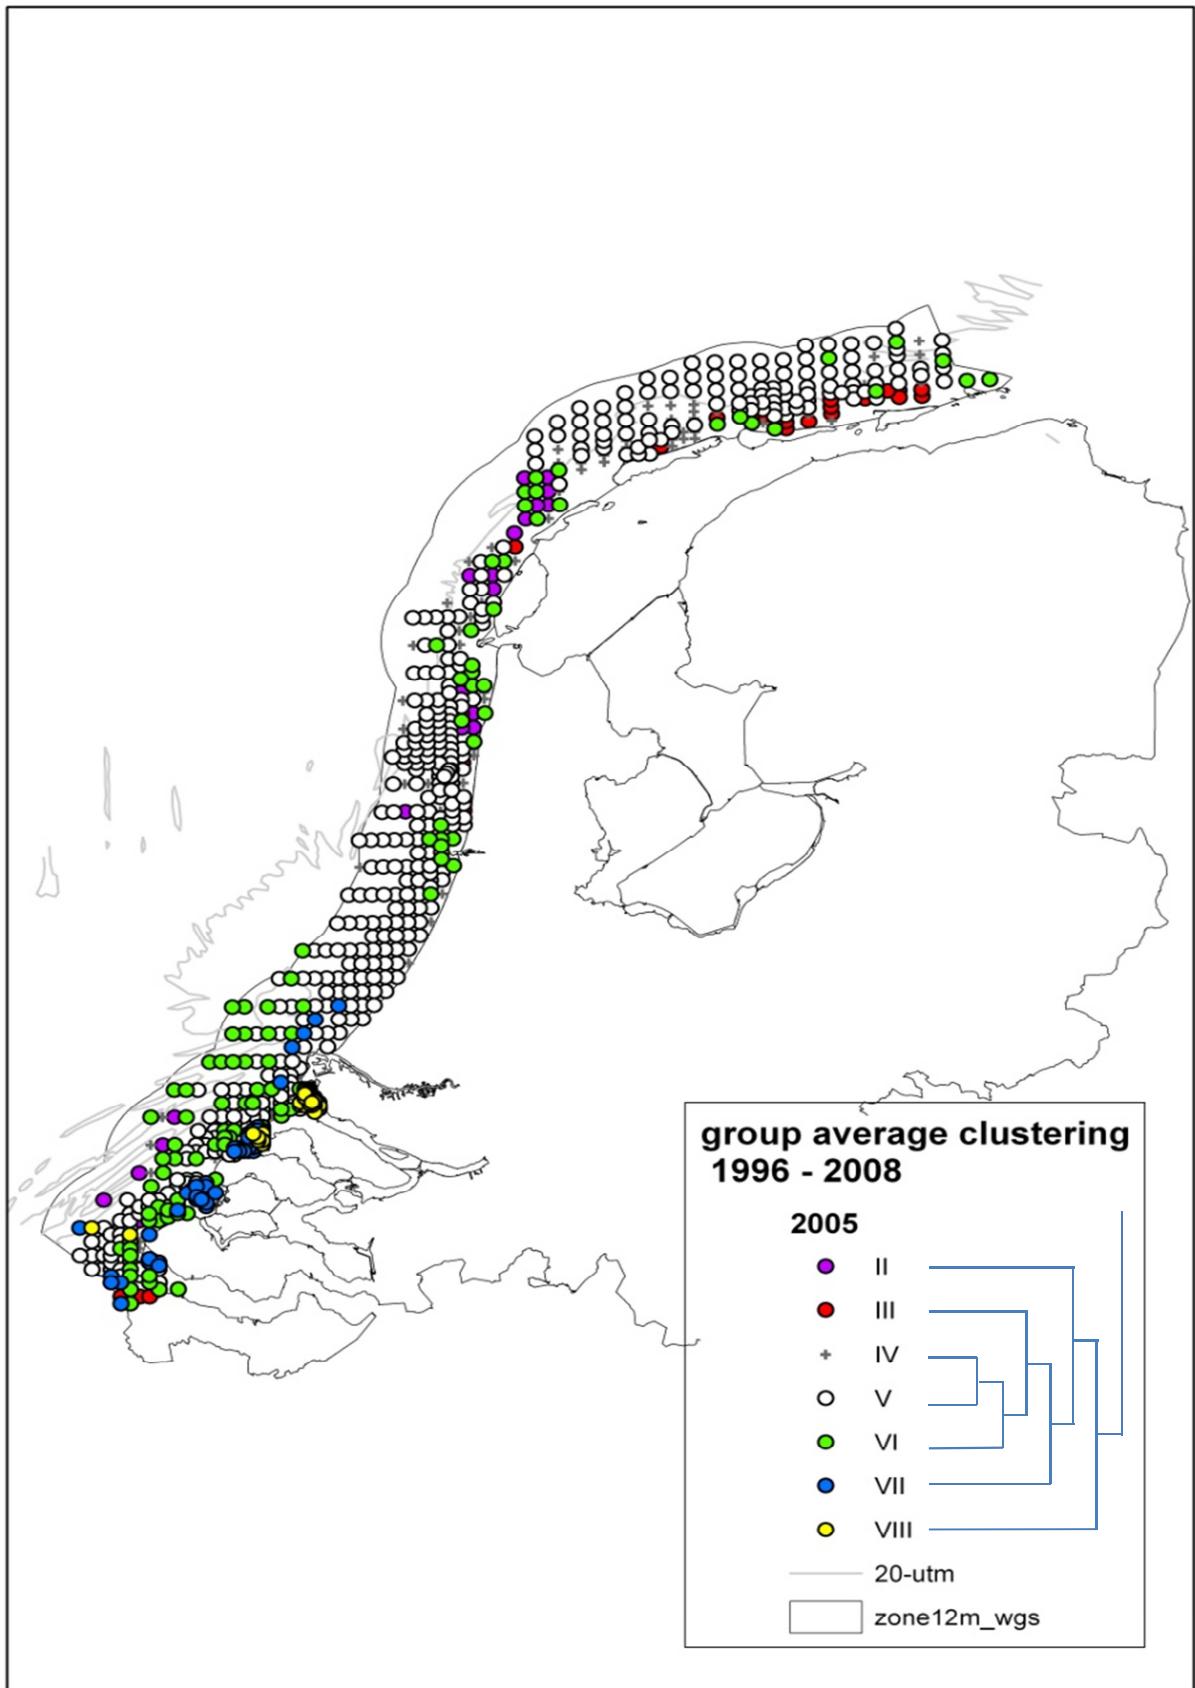 group average clustering
1996 - 2008
2005
II
III
IV
V
VI
VII
VIII
20-utm
zone12m_wgs